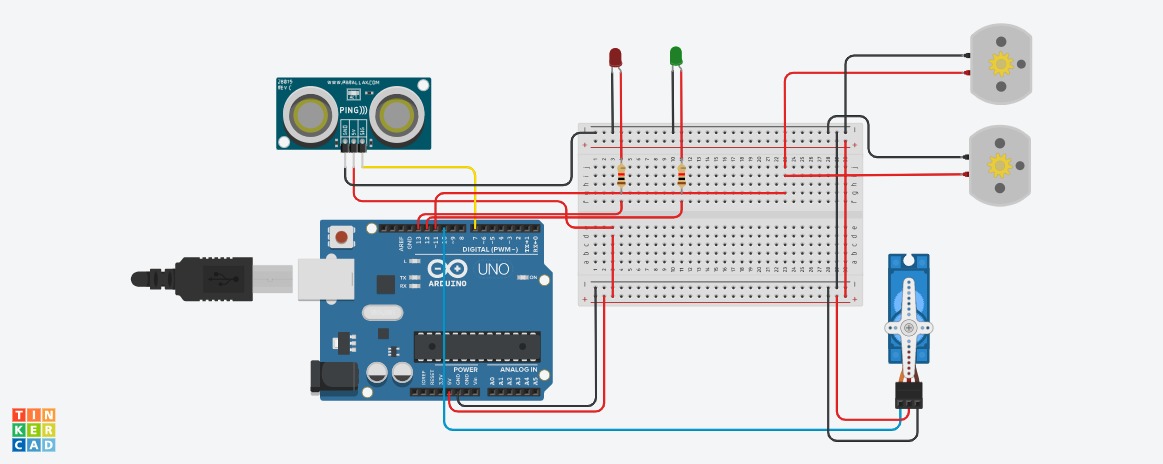 28015
REV C
WWW.PARALLAX.COM
PING)))
GND
5V
SIG
AREF
GND
13
12
~11
~10
~9
8
7
~6
~5
4
~3
2
TX→1
RX←0
DIGITAL (PWM~)
L
TX
RX
UNO
ARDUINO
ON
POWER
ANALOG IN
IOREF
RESET
3.3V
5V
GND
GND
Vin
A0
A1
A2
A3
A4
A5
TIN
KER
CAD